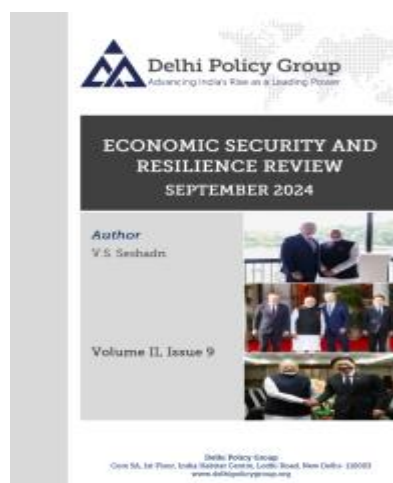 Delhi Policy Group
Advancing India's Rise as a Leading Power
ECONOMIC SECURITY AND
RESILIENCE REVIEW
SEPTEMBER 2024
Author
V.S. Seshadri
Volume II, Issue 9
Delhi Policy Group
Core 5A, 1st Floor, India Habitat Centre, Lodhi Road, New Delhi- 110003
www.delhipolicygroup.org